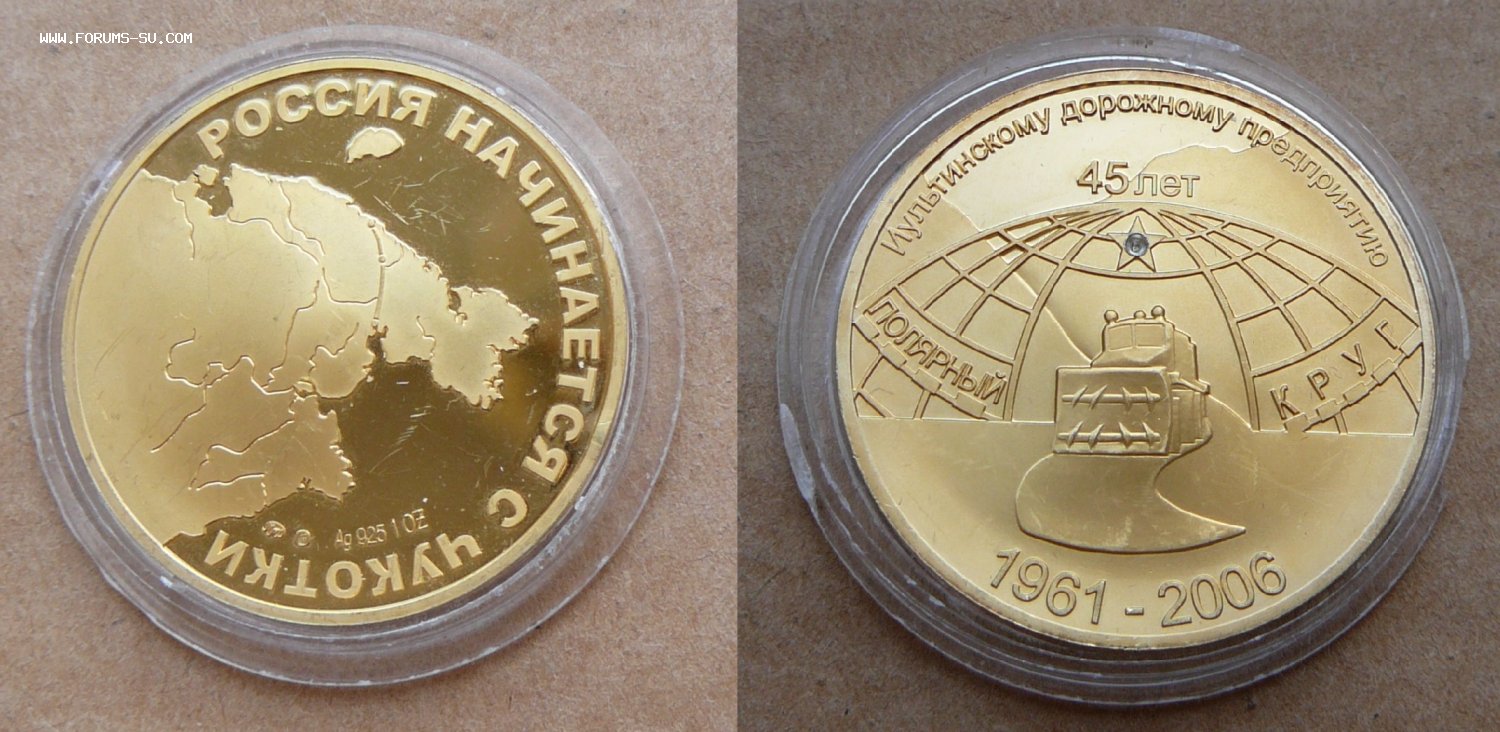 WWW.FORUMS-SU.COM
РОССИЯ НАЧИНАЕТСЯ С
ЧУКОТКИ
Ag 925 1 OZ
Иультинскому дорожному предприятию
45 лет
ПОЛЯРНЫЙ КРУГ
1961 - 2006